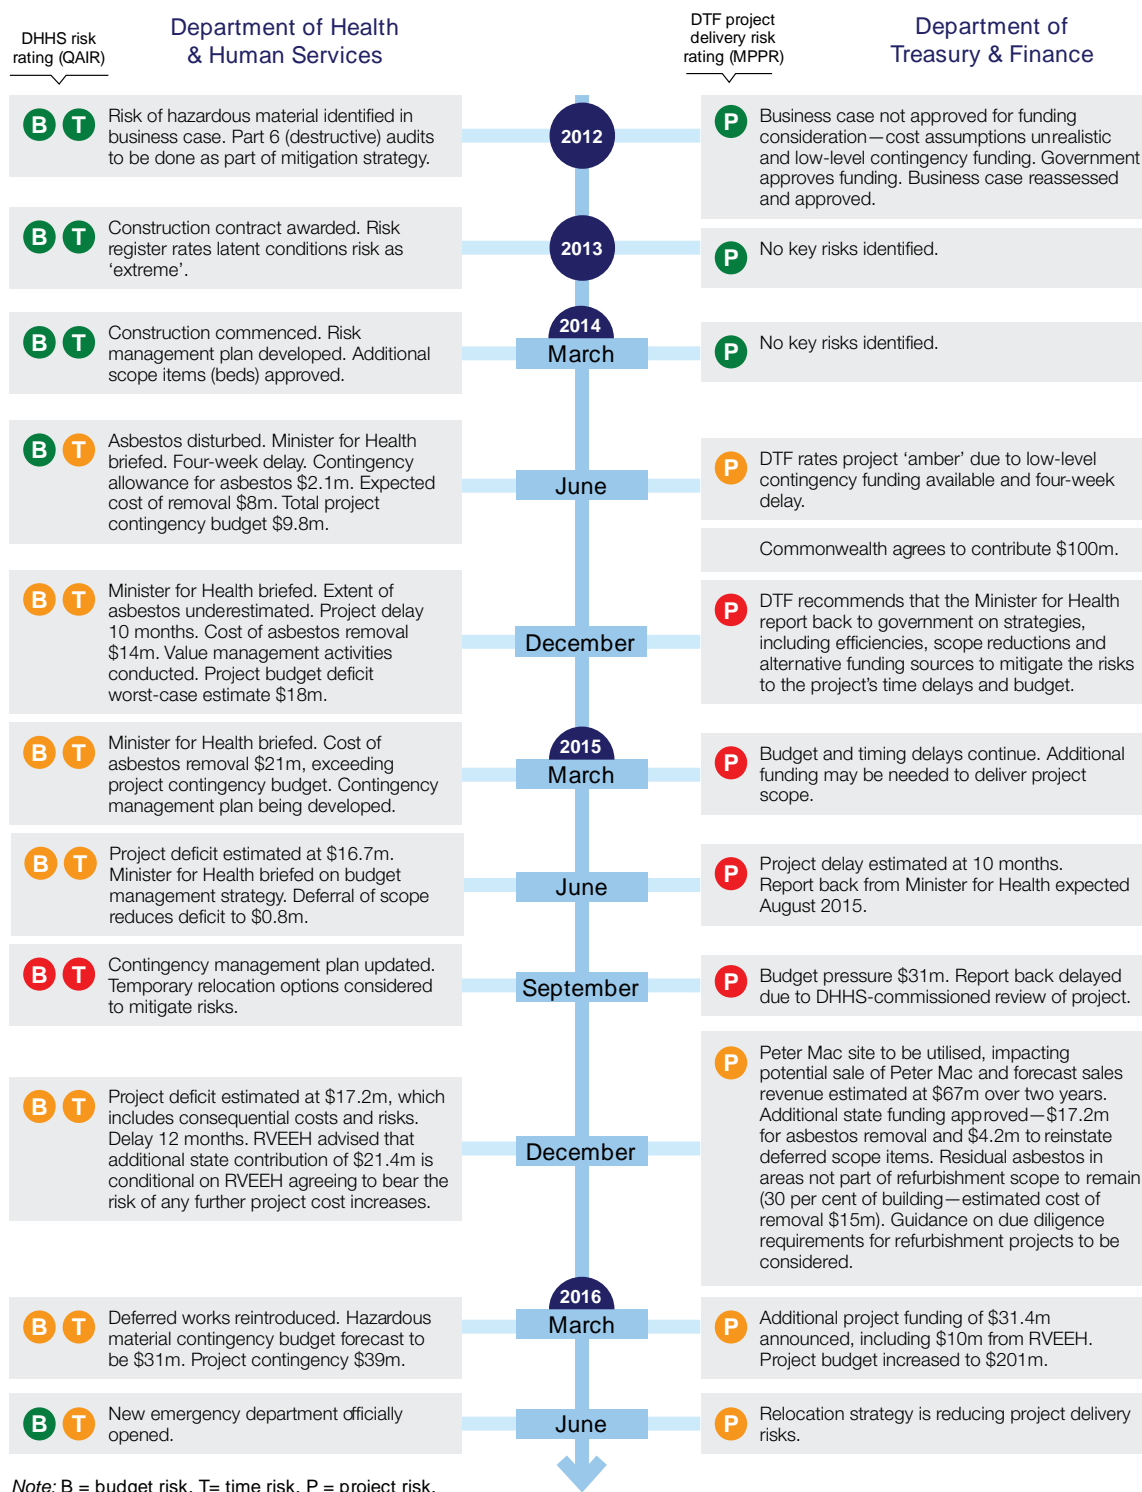 DHHS risk
rating (QAIR)
Department of Health
& Human Services
DTF project
delivery risk
rating (MPPR)
Department of
Treasury & Finance
B T
Risk of hazardous material identified in
business case. Part 6 (destructive) audits
to be done as part of mitigation strategy.
2012
P
Business case not approved for funding
consideration—cost assumptions unrealistic
and low-level contingency funding. Government
approves funding. Business case reassessed
and approved.
B T
Construction contract awarded. Risk
register rates latent conditions risk as
‘extreme’.
2013
P
No key risks identified.
B T
Construction commenced. Risk
management plan developed. Additional
scope items (beds) approved.
2014
March
P
No key risks identified.
B T
Asbestos disturbed. Minister for Health
briefed. Four-week delay. Contingency
allowance for asbestos $2.1m. Expected
cost of removal $8m. Total project
contingency budget $9.8m.
June
P
DTF rates project ‘amber’ due to low-level
contingency funding available and four-week
delay.
Commonwealth agrees to contribute $100m.
B T
Minister for Health briefed. Extent of
asbestos underestimated. Project delay
10 months. Cost of asbestos removal
$14m. Value management activities
conducted. Project budget deficit
worst-case estimate $18m.
December
P
DTF recommends that the Minister for Health
report back to government on strategies,
including efficiencies, scope reductions and
alternative funding sources to mitigate the risks
to the project’s time delays and budget.
B T
Minister for Health briefed. Cost of
asbestos removal $21m, exceeding
project contingency budget. Contingency
management plan being developed.
2015
March
P
Budget and timing delays continue. Additional
funding may be needed to deliver project
scope.
B T
Project deficit estimated at $16.7m.
Minister for Health briefed on budget
management strategy. Deferral of scope
reduces deficit to $0.8m.
June
P
Project delay estimated at 10 months.
Report back from Minister for Health expected
August 2015.
B T
Contingency management plan updated.
Temporary relocation options considered
to mitigate risks.
September
P
Budget pressure $31m. Report back delayed
due to DHHS-commissioned review of project.
B T
Project deficit estimated at $17.2m, which
includes consequential costs and risks.
Delay 12 months. RVEEH advised that
additional state contribution of $21.4m is
conditional on RVEEH agreeing to bear the
risk of any further project cost increases.
December
P
Peter Mac site to be utilised, impacting
potential sale of Peter Mac and forecast sales
revenue estimated at $67m over two years.
Additional state funding approved—$17.2m
for asbestos removal and $4.2m to reinstate
deferred scope items. Residual asbestos in
areas not part of refurbishment scope to remain
(30 per cent of building—estimated cost of
removal $15m). Guidance on due diligence
requirements for refurbishment projects to be
considered.
B T
Deferred works reintroduced. Hazardous
material contingency budget forecast to
be $31m. Project contingency $39m.
2016
March
P
Additional project funding of $31.4m
announced, including $10m from RVEEH.
Project budget increased to $201m.
B T
New emergency department officially
opened.
June
P
Relocation strategy is reducing project delivery
risks.
Note: B = budget risk, T= time risk, P = project risk.